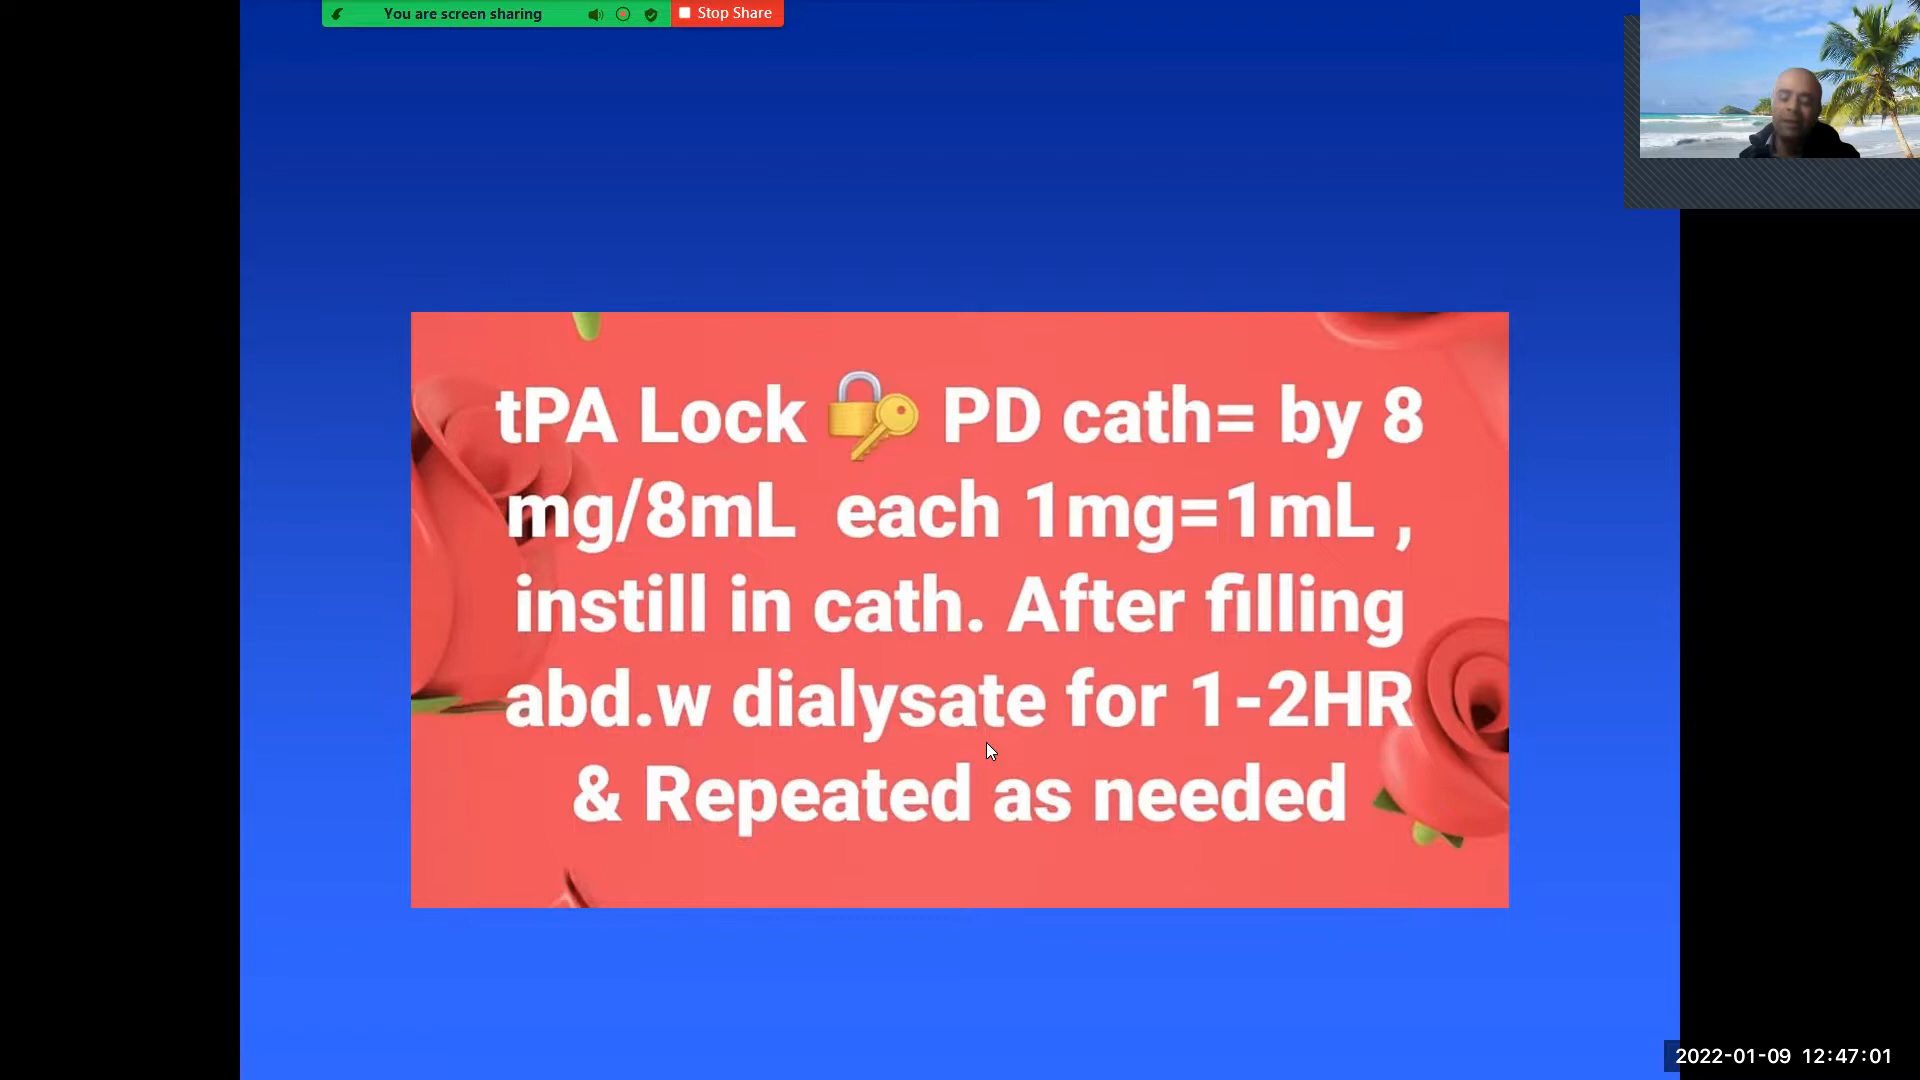 You are screen sharing
Stop Share
tPA Lock 🔐 PD cath= by 8
mg/8mL each 1mg=1mL ,
instill in cath. After filling
abd.w dialysate for 1-2HR
& Repeated as needed
2022-01-09 12:47:01